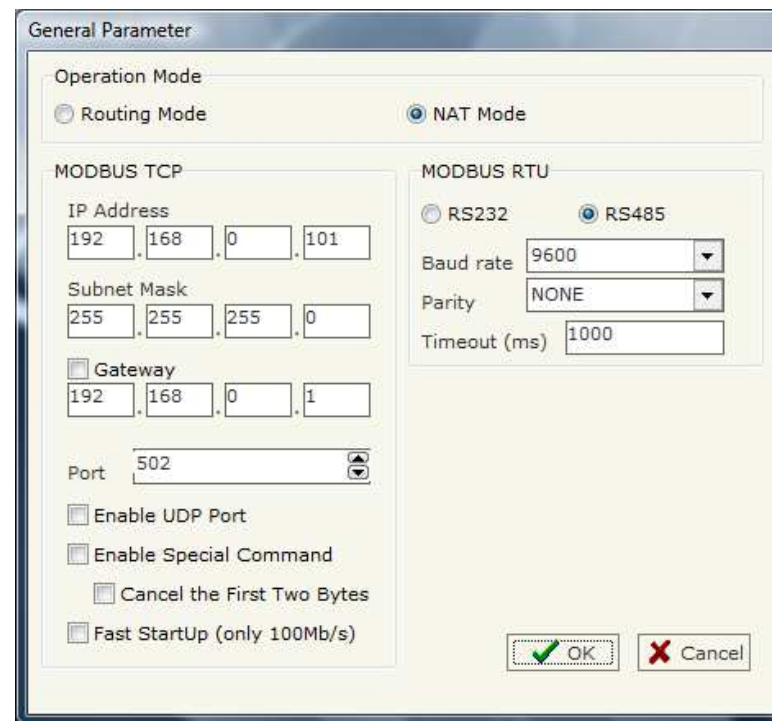 General Parameter
Operation Mode
Routing Mode
NAT Mode
MODBUS TCP
IP Address
192 . 168 . 0 . 101
Subnet Mask
255 . 255 . 255 . 0
Gateway
192 . 168 . 0 . 1
Port 502
Enable UDP Port
Enable Special Command
Cancel the First Two Bytes
Fast StartUp (only 100Mb/s)
MODBUS RTU
RS232 RS485
Baud rate 9600
Parity NONE
Timeout (ms) 1000
OK Cancel